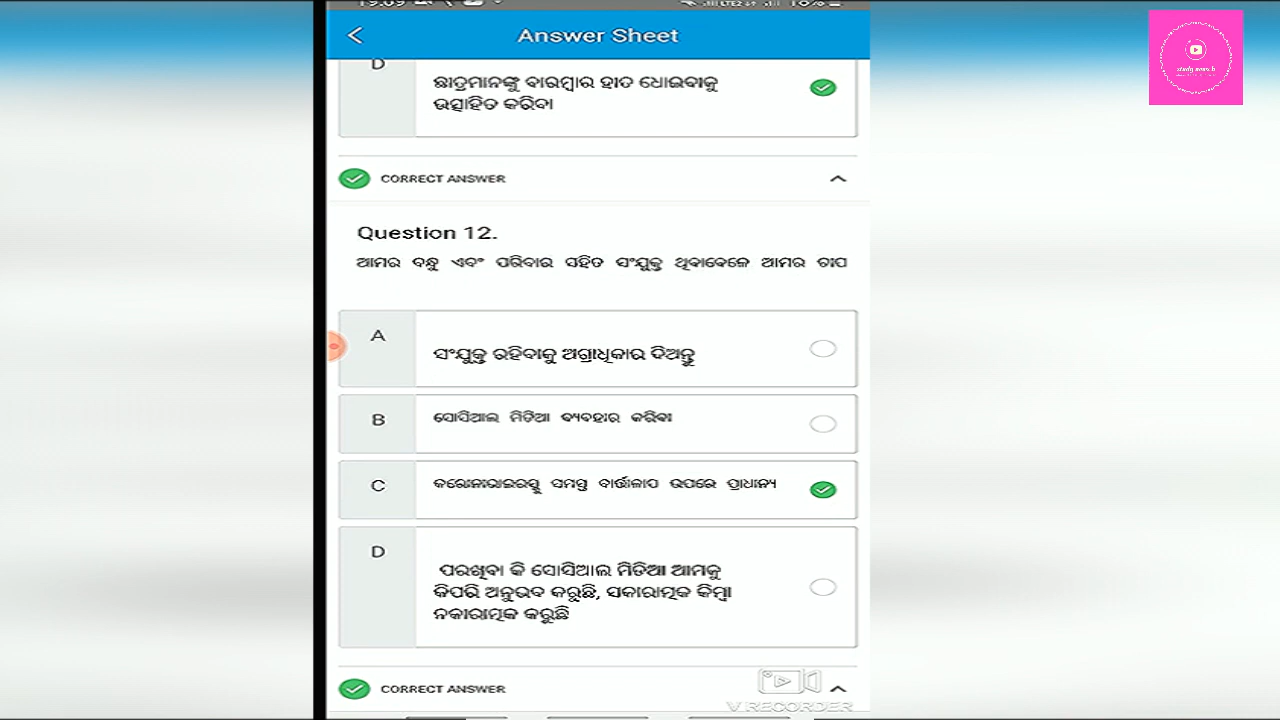 Answer Sheet
D
ଛାତ୍ରମାନଙ୍କୁ ବାରମ୍ବାର ହାତ ଧୋଇବାକୁ
ଉତ୍ସାହିତ କରିବା
CORRECT ANSWER
Question 12.
ଆମର ବନ୍ଧୁ ଏବଂ ପରିବାର ସହିତ ସଂଯୁକ୍ତ ଥିବାବେଳେ ଆମର ଚାପ
A
ସଂଯୁକ୍ତ ରହିବାକୁ ଅଗ୍ରାଧିକାର ଦିଅନ୍ତୁ
B
ସୋସିଆଲ ମିଡିଆ ବ୍ୟବହାର କରିବା
C
କରୋନାଭାଇରସ୍କୁ ସମସ୍ତ ବାର୍ତ୍ତାଳାପ ଉପରେ ପ୍ରାଧାନ୍ୟ
D
ପରଖିବା କି ସୋସିଆଲ ମିଡିଆ ଆମକୁ
କିପରି ଅନୁଭବ କରୁଛି, ସକାରାତ୍ମକ କିମ୍ବା
ନକାରାତ୍ମକ କରୁଛି
CORRECT ANSWER
V RECORDER